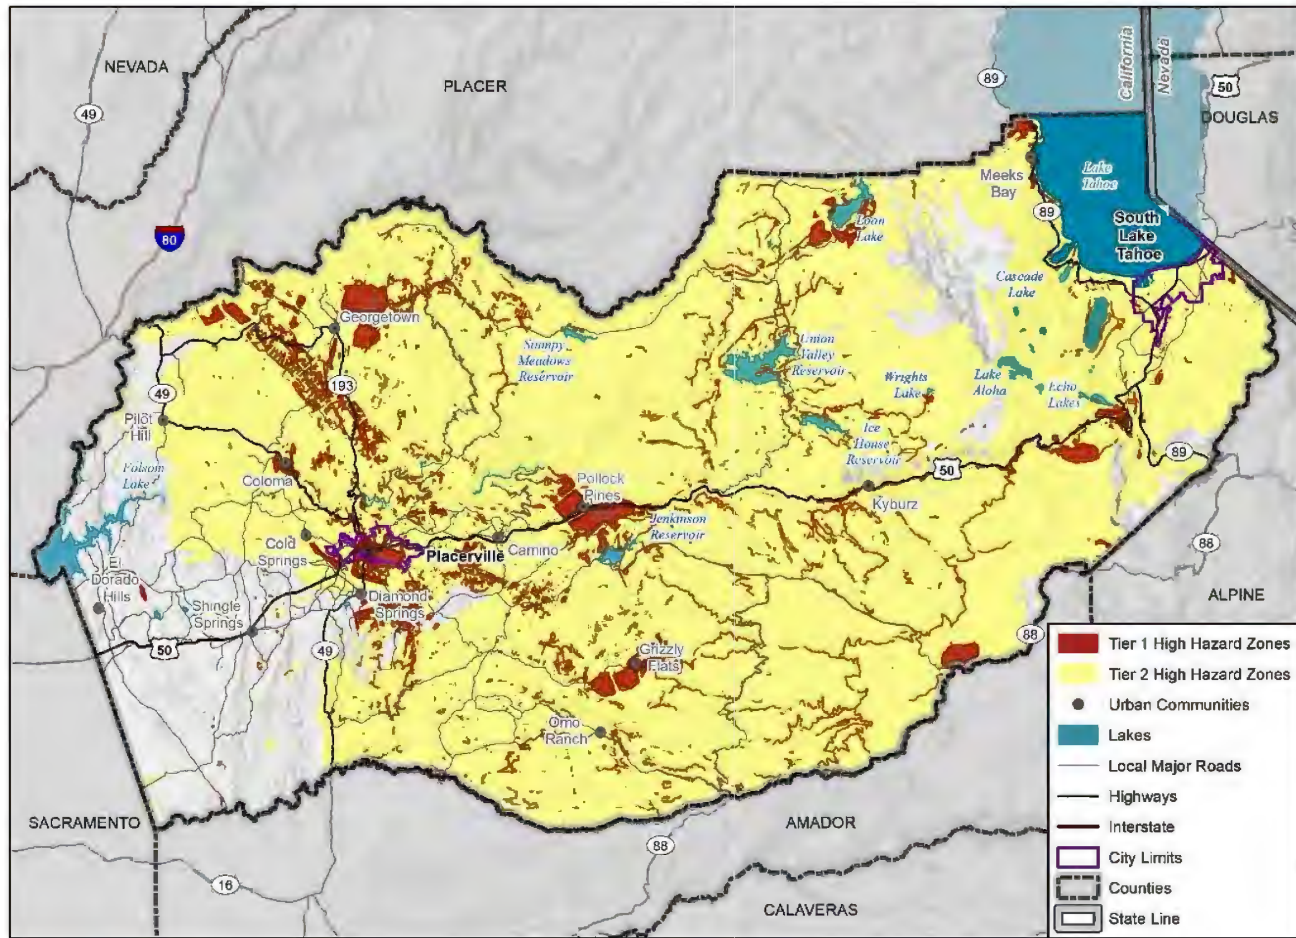 NEVADA
PLACER
DOUGLAS
California
Nevada
49
80
89
50
Lake
Tahoe
Meeks
Bay
89
South
Lake
Tahoe
Loon
Lake
Cascade
Lake
Georgetown
Stumpy
Meadows
Reservoir
Union
Valley
Reservoir
Wrights
Lake
Lake
Aloha
Echo
Lakes
193
49
Pilot
Hill
Folsom
Lake
Coloma
Ice
House
Reservoir
50
89
Pollock
Pines
Kyburz
Jenkinson
Reservoir
Cold
Springs
Placerville
Camino
88
El
Dorado
Hills
Shingle
Springs
Diamond
Springs
ALPINE
50
49
88
Grizzly
Flats
Omo
Ranch
SACRAMENTO
AMADOR
88
16
CALAVERAS
Tier 1 High Hazard Zones
Tier 2 High Hazard Zones
Urban Communities
Lakes
Local Major Roads
Highways
Interstate
City Limits
Counties
State Line